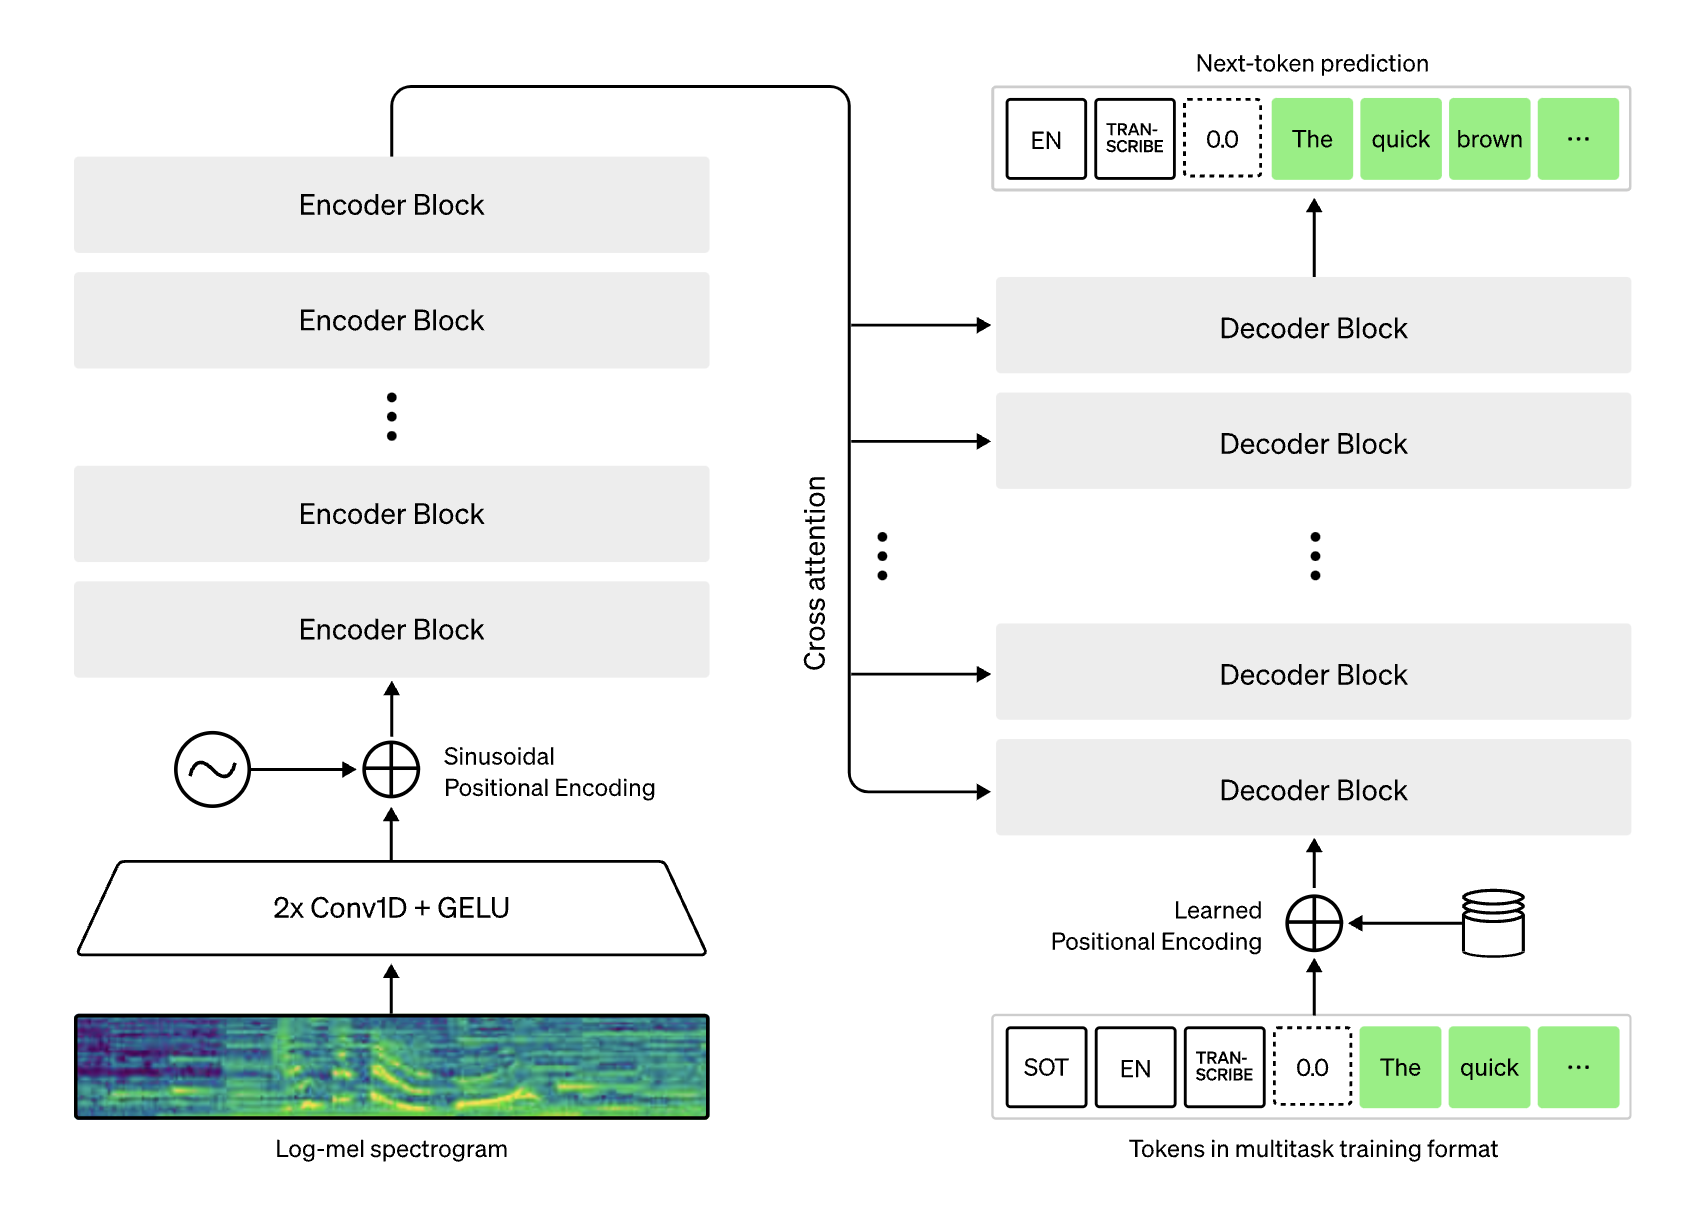 Encoder Block
Encoder Block
Encoder Block
Encoder Block
Sinusoidal
Positional Encoding
2x Conv1D + GELU
Log-mel spectrogram
Cross attention
Next-token prediction
EN
TRAN-
SCRIBE
0.0
The
quick
brown
...
Decoder Block
Decoder Block
Decoder Block
Decoder Block
Learned
Positional Encoding
SOT
EN
TRAN-
SCRIBE
0.0
The
quick
...
Tokens in multitask training format